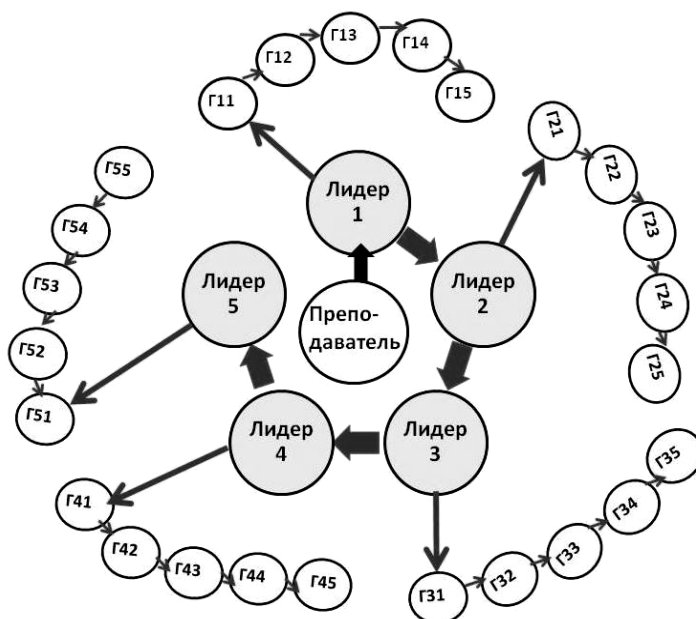 Г11
Г12
Г13
Г14
Г15
Лидер
1
Г21
Г22
Г23
Г24
Г25
Лидер
2
Препо-
даватель
Лидер
5
Г55
Г54
Г53
Г52
Г51
Лидер
4
Лидер
3
Г41
Г42
Г43
Г44
Г45
Г31
Г32
Г33
Г34
Г35